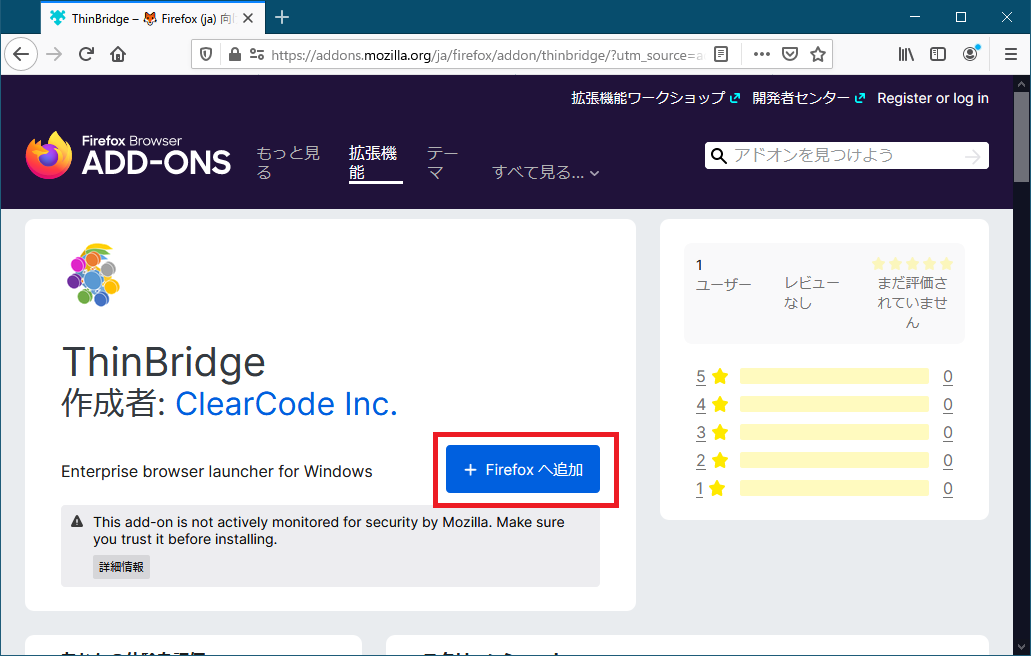 ThinBridge – 🦊 Firefox (ja) 向け
https://addons.mozilla.org/ja/firefox/addon/thinbridge/?utm_source=a
拡張機能ワークショップ 開発者センター Register or log in
Firefox Browser
ADD-ONS
もっと見る
拡張機能
テーマ
すべて見る...
アドオンを見つけよう
ThinBridge
作成者: ClearCode Inc.
Enterprise browser launcher for Windows
+ Firefox へ追加
This add-on is not actively monitored for security by Mozilla. Make sure
you trust it before installing.
詳細情報
1
ユーザー
レビュー
なし
まだ評価さ
れていませ
ん
5 0
4 0
3 0
2 0
1 0